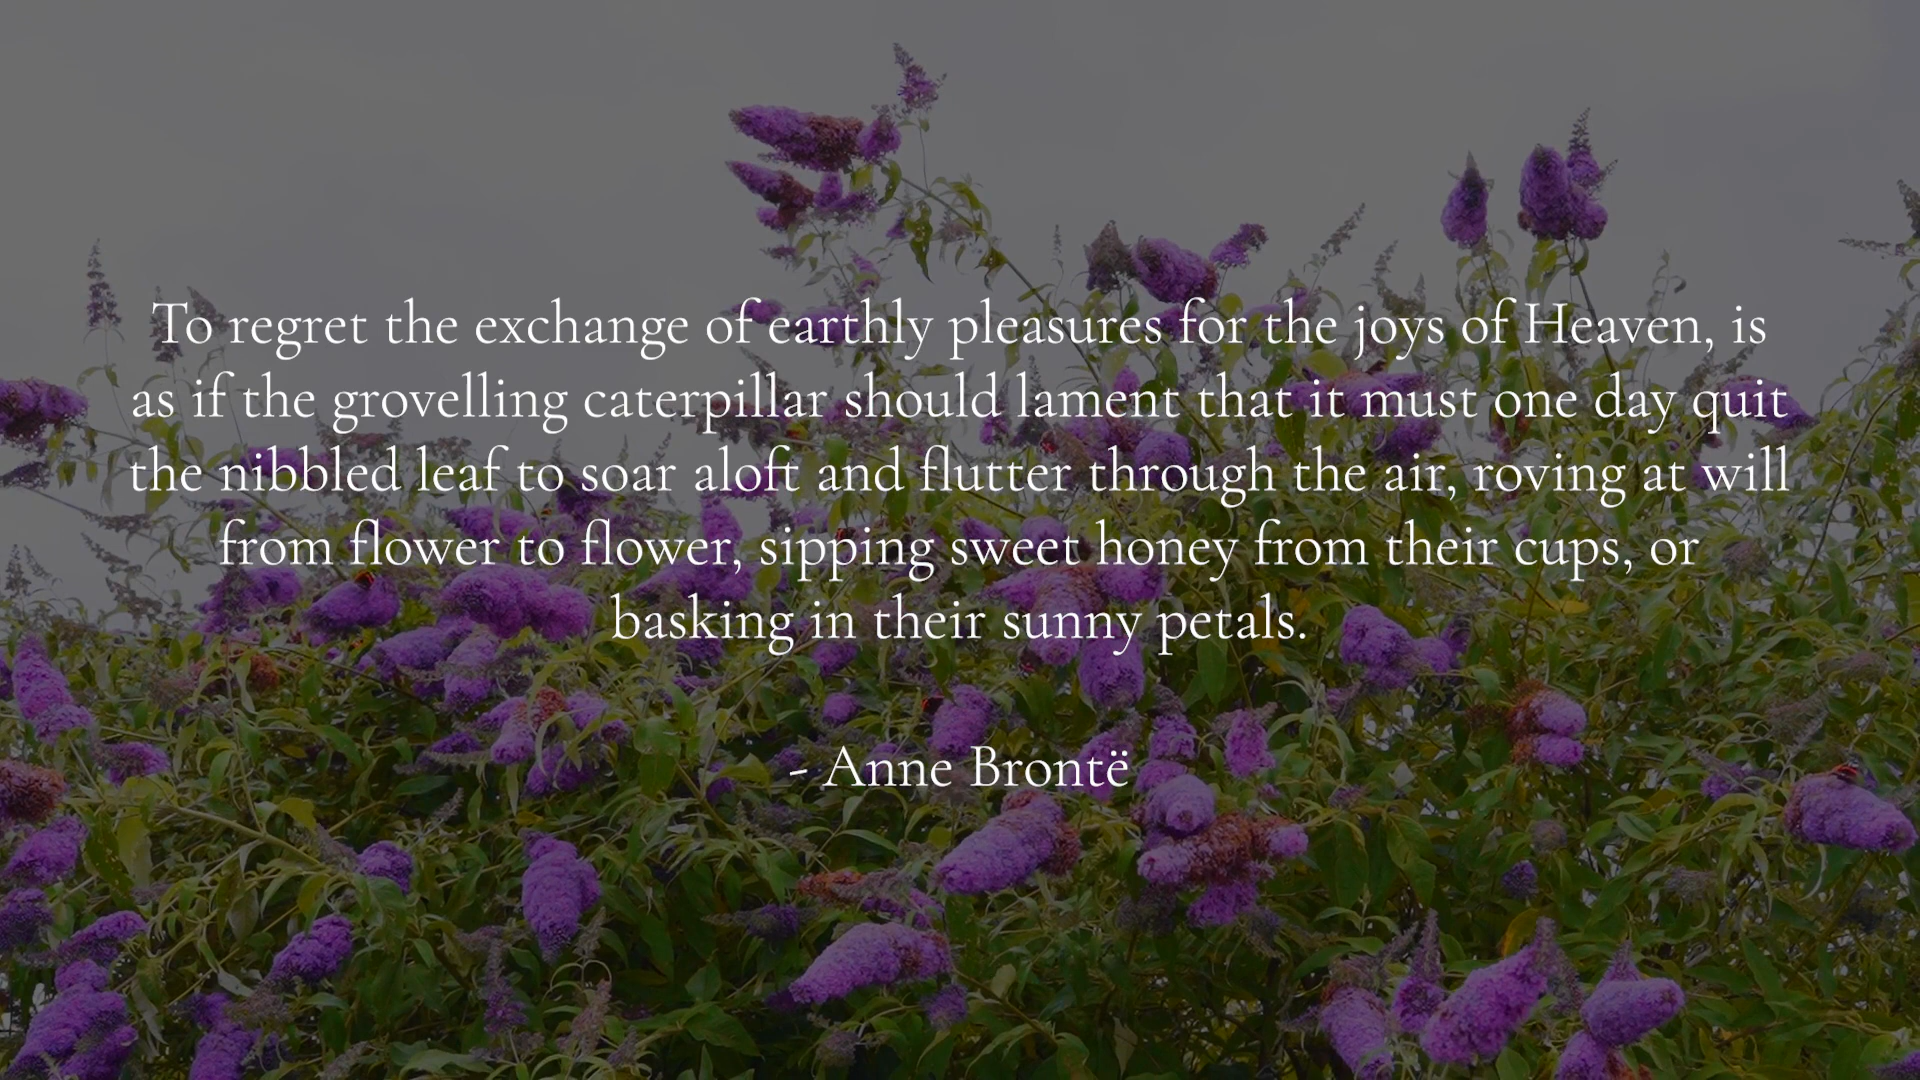 To regret the exchange of earthly pleasures for the joys of Heaven, is
as if the grovelling caterpillar should lament that it must one day quit
the nibbled leaf to soar aloft and flutter through the air, roving at will
from flower to flower, sipping sweet honey from their cups, or
basking in their sunny petals.
- Anne Brontë